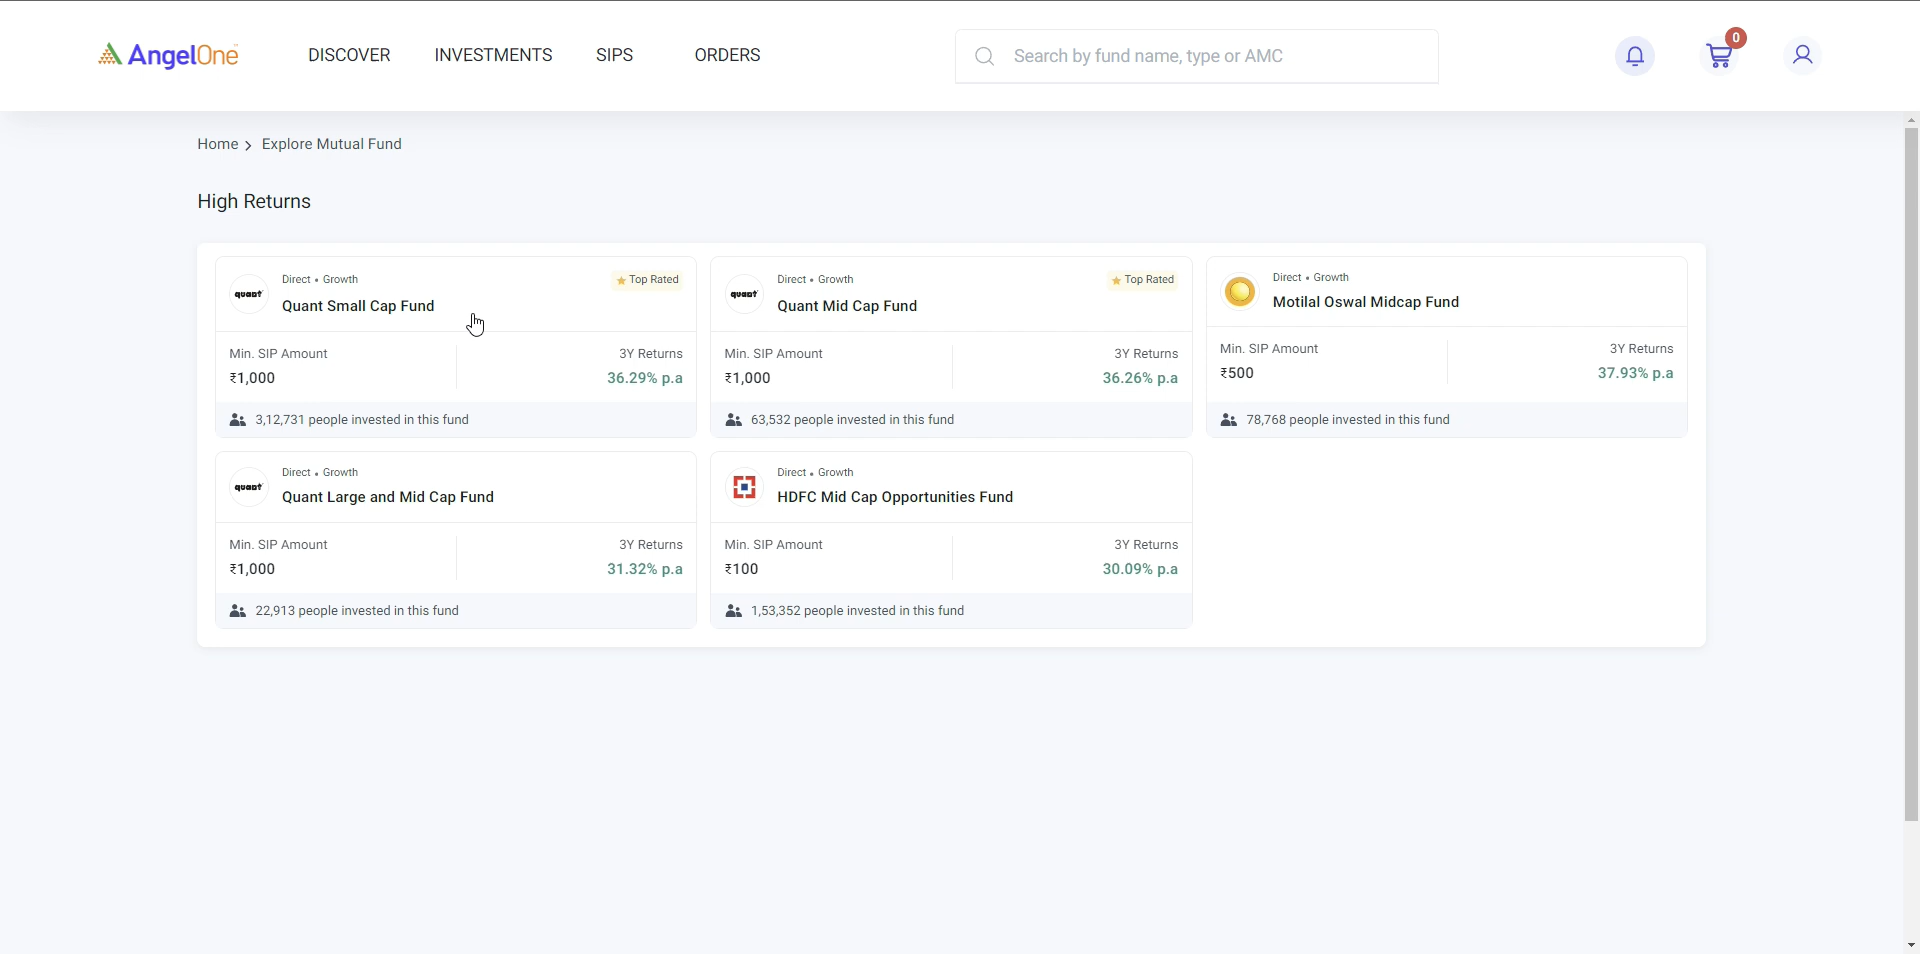 AngelOne
DISCOVER
INVESTMENTS
SIPS
ORDERS
Search by fund name, type or AMC
0
Home > Explore Mutual Fund
High Returns
quant
Direct • Growth
Top Rated
Quant Small Cap Fund
Min. SIP Amount
3Y Returns
₹1,000
36.29% p.a
3,12,731 people invested in this fund
quant
Direct • Growth
Top Rated
Quant Mid Cap Fund
Min. SIP Amount
3Y Returns
₹1,000
36.26% p.a
63,532 people invested in this fund
Direct • Growth
Motilal Oswal Midcap Fund
Min. SIP Amount
3Y Returns
₹500
37.93% p.a
78,768 people invested in this fund
quant
Direct • Growth
Quant Large and Mid Cap Fund
Min. SIP Amount
3Y Returns
₹1,000
31.32% p.a
22,913 people invested in this fund
Direct • Growth
HDFC Mid Cap Opportunities Fund
Min. SIP Amount
3Y Returns
₹100
30.09% p.a
1,53,352 people invested in this fund